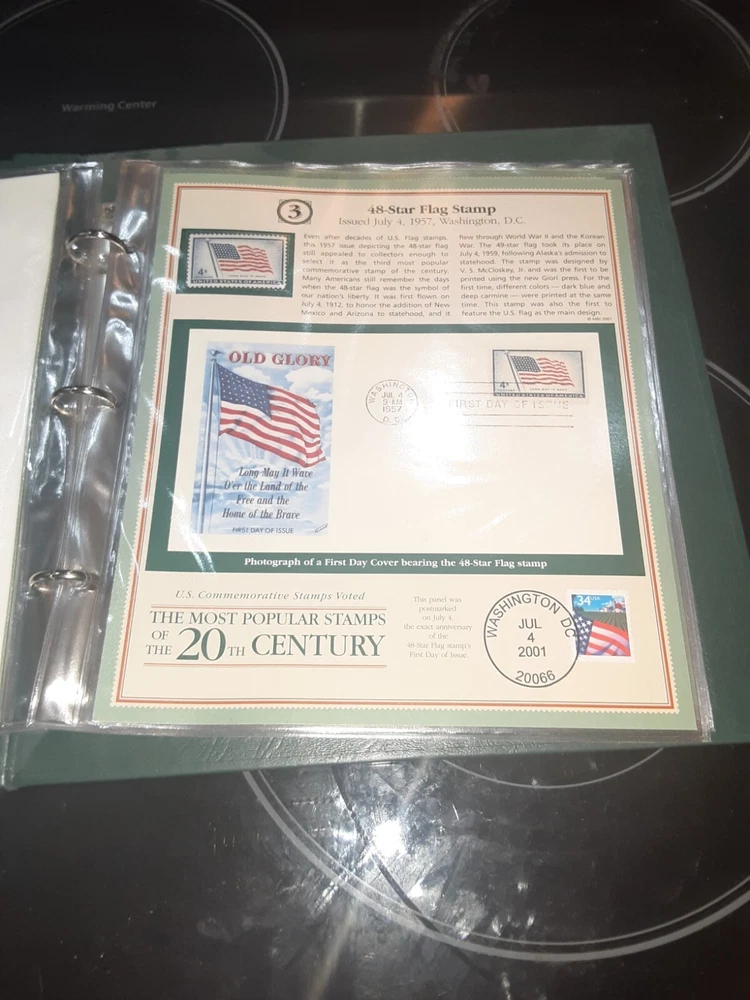 Warming Center
3
48-Star Flag Stamp
Issued July 4, 1957, Washington, D.C.
Even after decades of U.S. Flag stamps,
this 1957 issue depicting the 48-star flag
still appealed to collectors enough to
select it as the third most popular
commemorative stamp of the century.
Many Americans still remember the days
when the 48-star flag was the symbol of
our nation's liberty. It was first flown on
July 4, 1912, to honor the addition of New
Mexico and Arizona to statehood, and it
flew through World War II and the Korean
War. The 49-star flag took its place on
July 4, 1959, following Alaska's admission to
statehood. The stamp was designed by
V. S. McCloskey, Jr. and was the first to be
printed using the new Giori press. For the
first time, different colors — dark blue and
deep carmine — were printed at the same
time. This stamp was also the first to
feature the U.S. flag as the main design.
4¢
UNITED STATES OF AMERICA
OLD GLORY
Long May It Wave
O'er the Land of the
Free and the
Home of the Brave
FIRST DAY OF ISSUE
WASHINGTON
JUL 4
9-AM
1957
D. C.
4¢
UNITED STATES OF AMERICA
FIRST DAY OF ISSUE
Photograph of a First Day Cover bearing the 48-Star Flag stamp
U.S. Commemorative Stamps Voted
THE MOST POPULAR STAMPS
OF THE 20TH CENTURY
This panel was
postmarked
on July 4,
the exact anniversary
of the
48-Star Flag stamp's
First Day of Issue.
WASHINGTON DC
JUL
4
2001
20066
34 USA